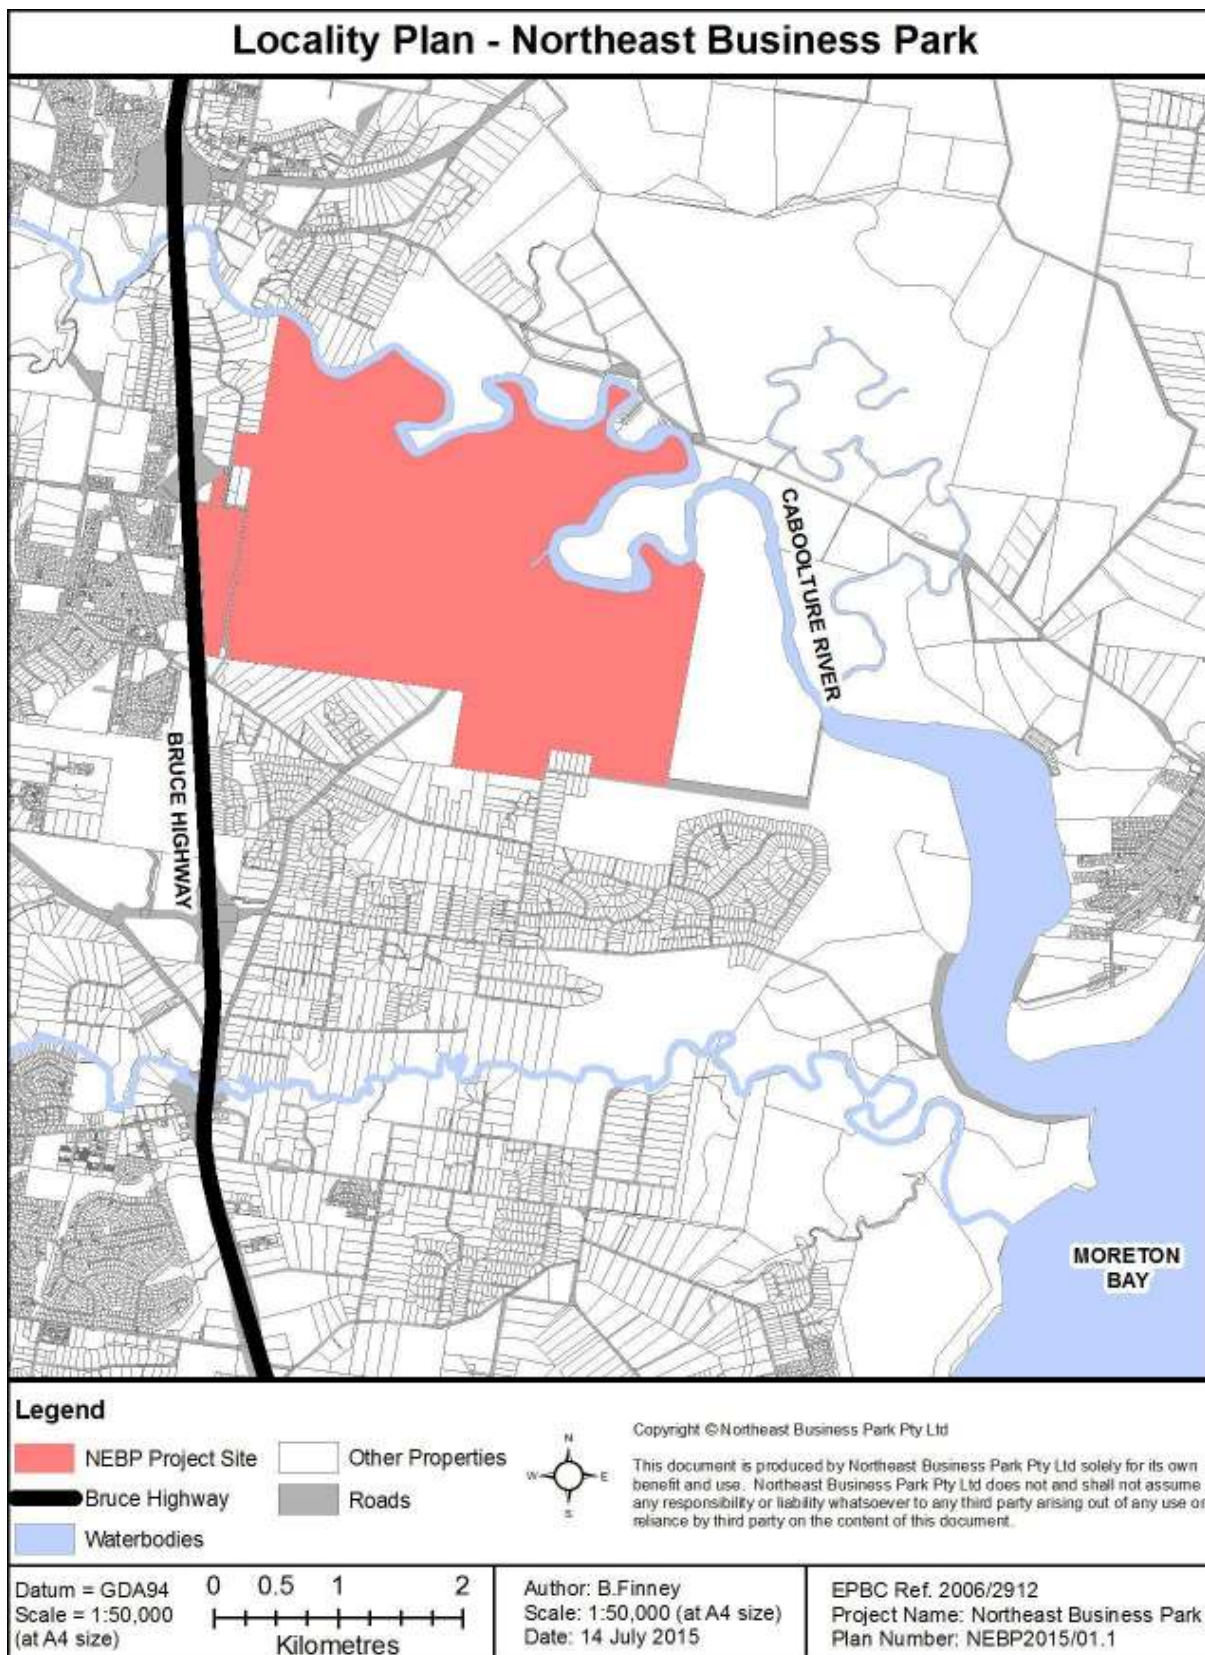 Locality Plan - Northeast Business Park
CABOOLTURE RIVER
BRUCE HIGHWAY
MORETON
BAY
Legend
NEBP Project Site
Other Properties
Bruce Highway
Roads
Waterbodies
N
W E
S
Copyright © Northeast Business Park Pty Ltd
This document is produced by Northeast Business Park Pty Ltd solely for its own
benefit and use. Northeast Business Park Pty Ltd does not and shall not assume
any responsibility or liability whatsoever to any third party arising out of any use or
reliance by third party on the content of this document.
Datum = GDA94
Scale = 1:50,000
(at A4 size)
0 0.5 1 2
Kilometres
Author: B.Finney
Scale: 1:50,000 (at A4 size)
Date: 14 July 2015
EPBC Ref. 2006/2912
Project Name: Northeast Business Park
Plan Number: NEBP2015/01.1